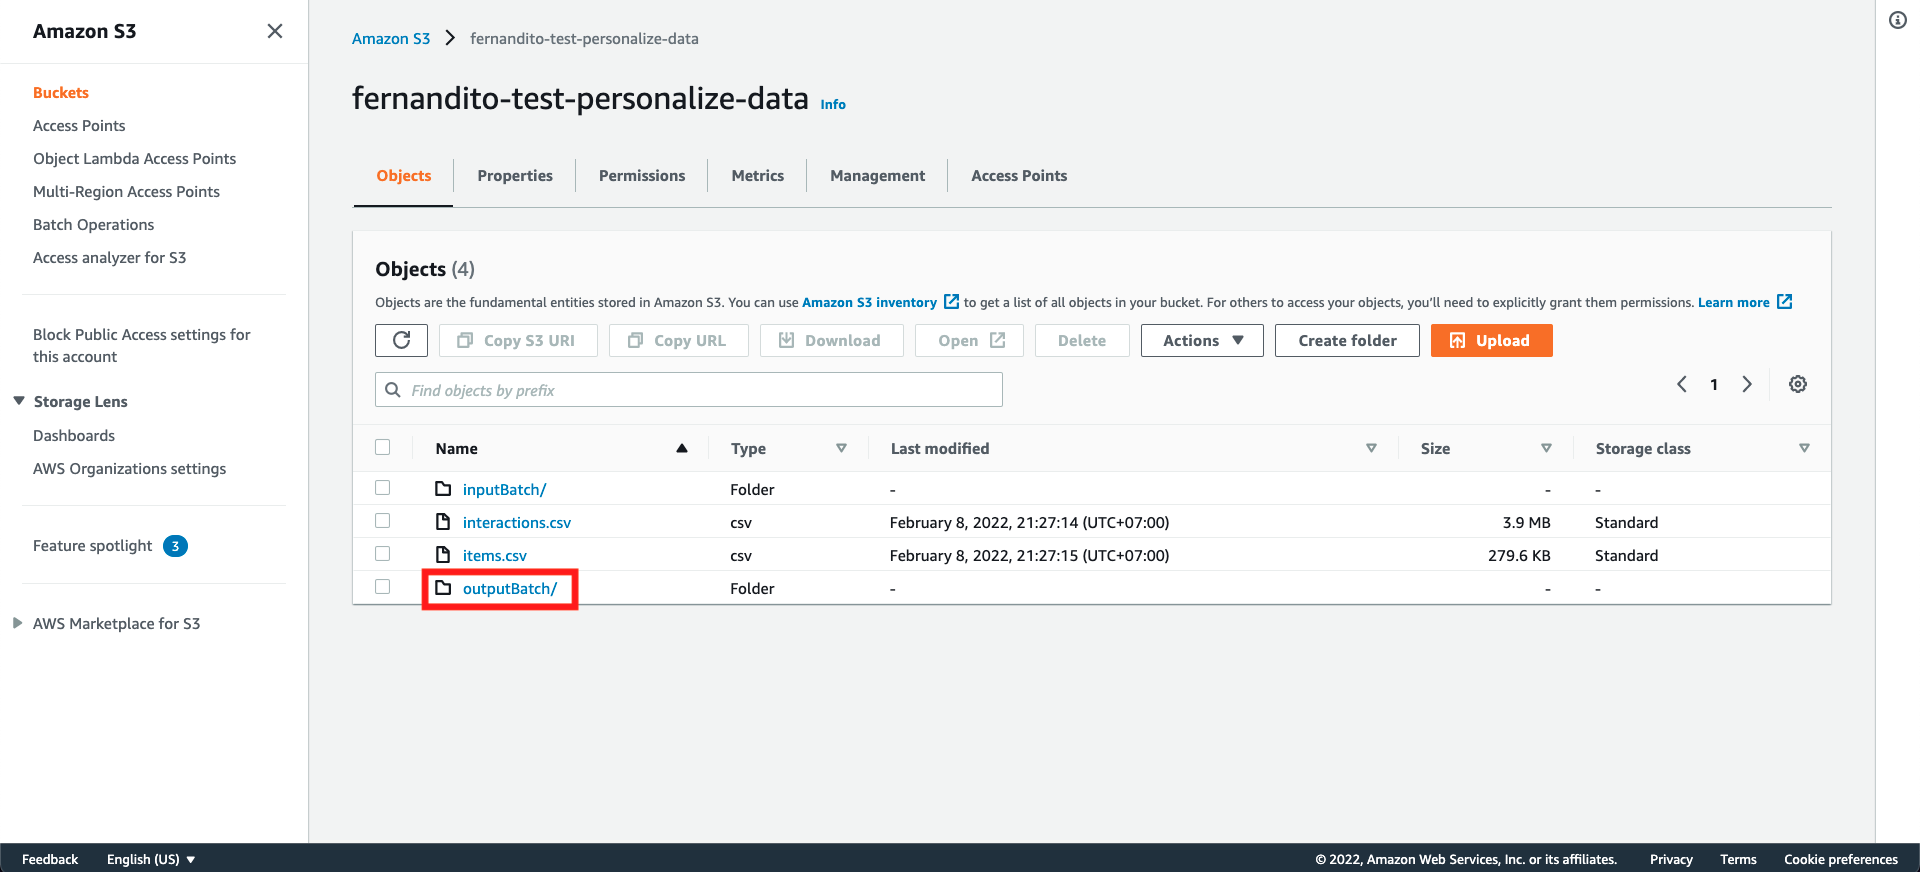 Amazon S3
Buckets
Access Points
Object Lambda Access Points
Multi-Region Access Points
Batch Operations
Access analyzer for S3
Block Public Access settings for
this account
Storage Lens
Dashboards
AWS Organizations settings
Feature spotlight 3
AWS Marketplace for S3
Amazon S3 fernandito-test-personalize-data
fernandito-test-personalize-data Info
Objects Properties Permissions Metrics Management Access Points
Objects (4)
Objects are the fundamental entities stored in Amazon S3. You can use Amazon S3 inventory to get a list of all objects in your bucket. For others to access your objects, you'll need to explicitly grant them permissions. Learn more
Copy S3 URI Copy URL Download Open Delete Actions Create folder Upload
Find objects by prefix
1
Name Type Last modified Size Storage class
inputBatch/ Folder - - -
interactions.csv csv February 8, 2022, 21:27:14 (UTC+07:00) 3.9 MB Standard
items.csv csv February 8, 2022, 21:27:15 (UTC+07:00) 279.6 KB Standard
outputBatch/ Folder - - -
Feedback English (US) © 2022, Amazon Web Services, Inc. or its affiliates. Privacy Terms Cookie preferences